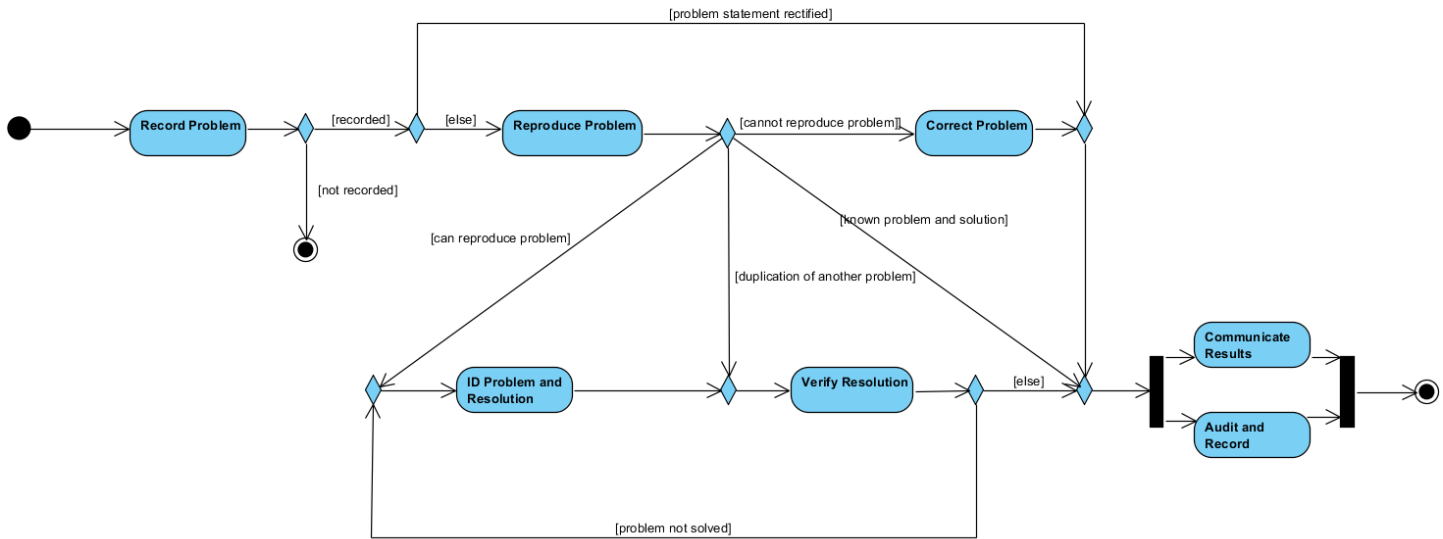 [problem statement rectified]
Record Problem
[recorded]
[else]
Reproduce Problem
[cannot reproduce problem]]
Correct Problem
[not recorded]
[can reproduce problem]
[known problem and solution]
[duplication of another problem]
ID Problem and
Resolution
Verify Resolution
[else]
Communicate
Results
Audit and
Record
[problem not solved]